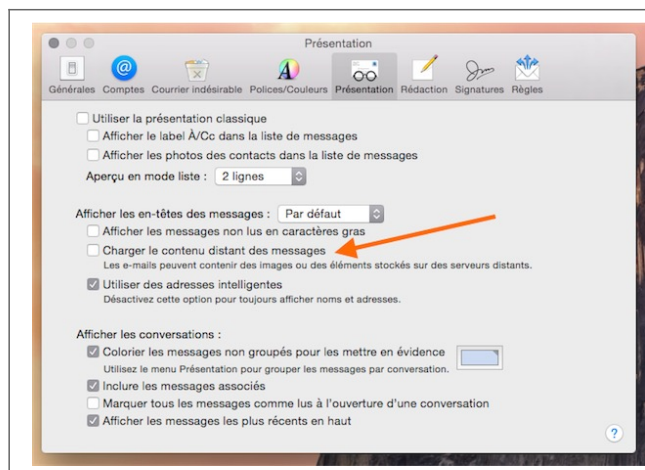 Présentation
Générales Comptes Courrier indésirable Polices/Couleurs Présentation Rédaction Signatures Règles
Utiliser la présentation classique
Afficher le label À/Cc dans la liste de messages
Afficher les photos des contacts dans la liste de messages
Aperçu en mode liste : 2 lignes
Afficher les en-têtes des messages : Par défaut
Afficher les messages non lus en caractères gras
Charger le contenu distant des messages
Les e-mails peuvent contenir des images ou des éléments stockés sur des serveurs distants.
Utiliser des adresses intelligentes
Désactivez cette option pour toujours afficher noms et adresses.
Afficher les conversations :
Colorier les messages non groupés pour les mettre en évidence
Utilisez le menu Présentation pour grouper les messages par conversation.
Inclure les messages associés
Marquer tous les messages comme lus à l'ouverture d'une conversation
Afficher les messages les plus récents en haut
?